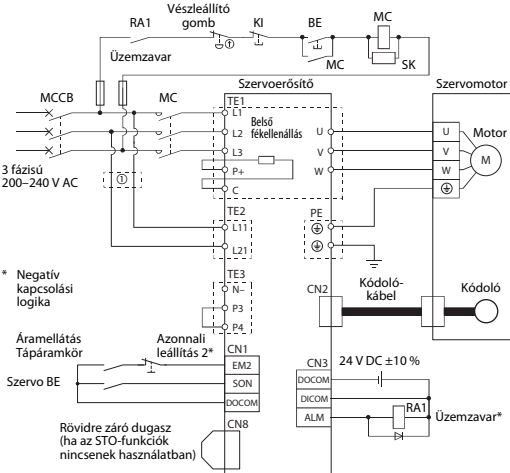 Vészleállító
gomb
RA1
KI
BE
MC
Üzemzavar
MC
SK
MCCB
MC
Szervoerősítő
Szervomotor
TE1
L1
L2
L3
P+
C
Belső
fékellenállás
U
V
W
U
V
W
Motor
M
3 fázisú
200–240 V AC
①
TE2
L11
L21
PE
* Negatív
kapcsolási
logika
TE3
N–
P3
P4
CN2
Kódoló-
kábel
Kódoló
Áramellátás
Tápáramkör
Azonnali
leállítás 2*
CN1
EM2
Szervo BE
SON
DOCOM
CN3
24 V DC ±10 %
DOCOM
DICOM
ALM
RA1
Üzemzavar*
CN8
Rövidre záró dugasz
(ha az STO-funkciók
nincsenek használatban)